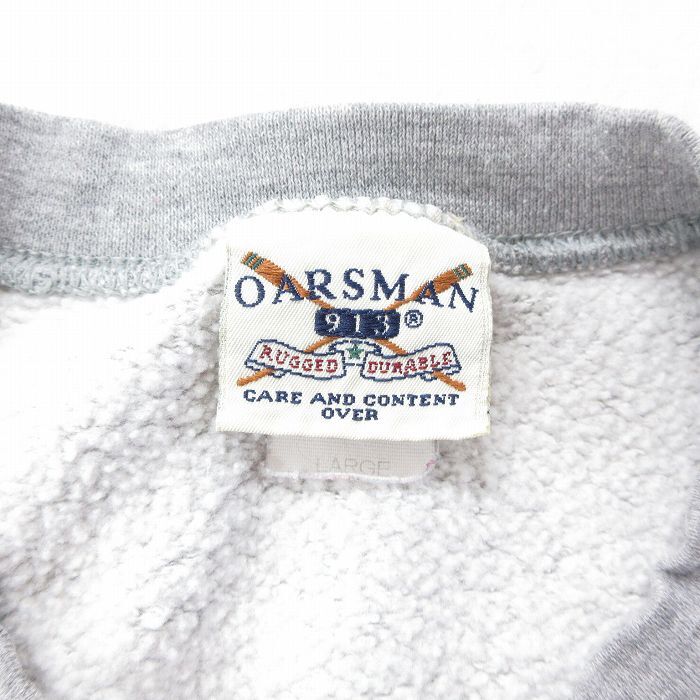 OARSMAN
913®
RUGGED DURABLE
CARE AND CONTENT
OVER
LARGE